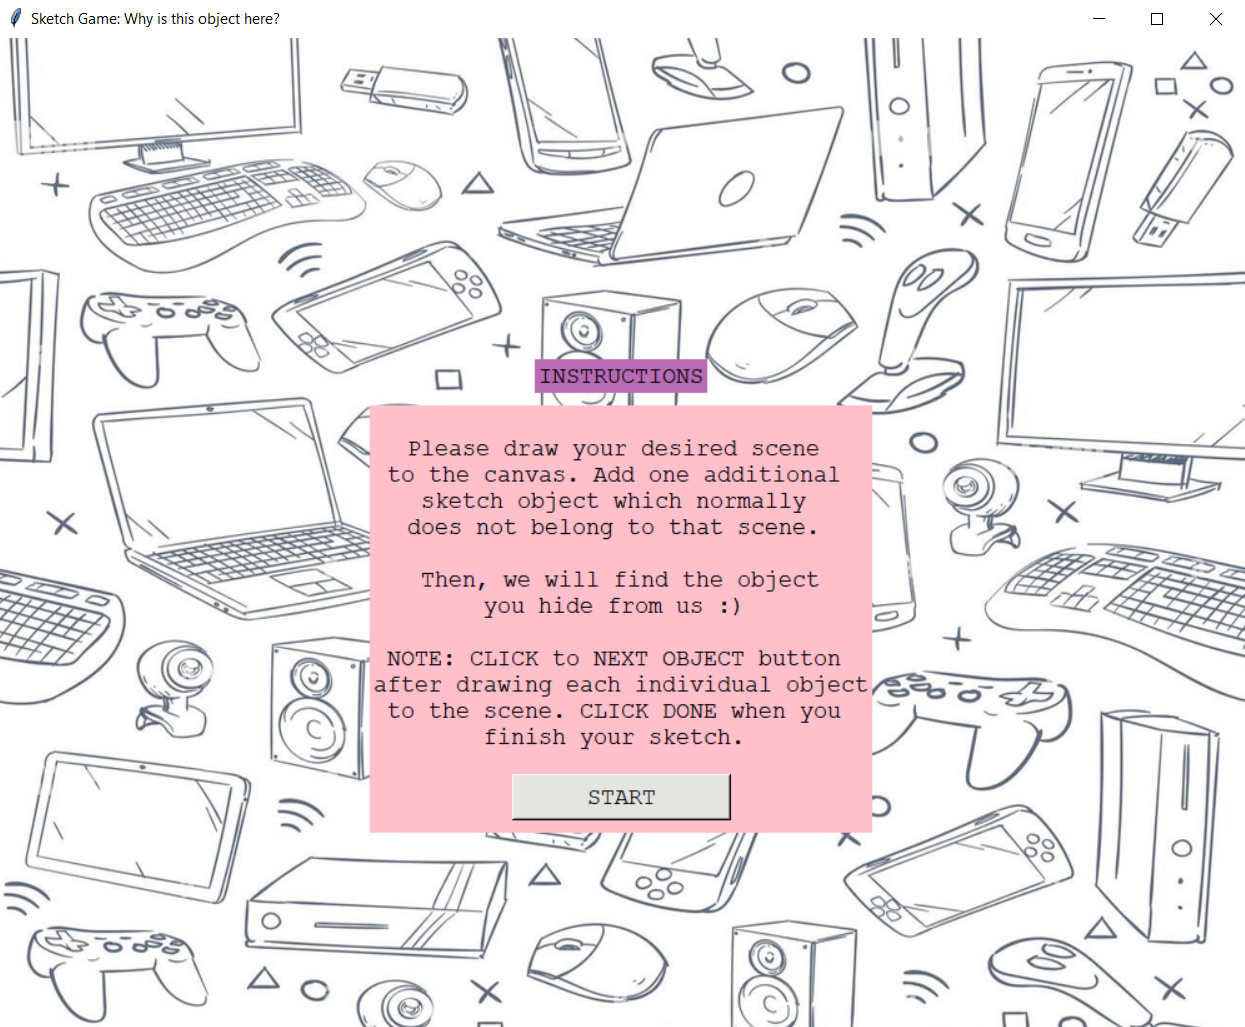 Sketch Game: Why is this object here?
INSTRUCTIONS
Please draw your desired scene
to the canvas. Add one additional
sketch object which normally
does not belong to that scene.
Then, we will find the object
you hide from us :)
NOTE: CLICK to NEXT OBJECT button
after drawing each individual object
to the scene. CLICK DONE when you
finish your sketch.
START